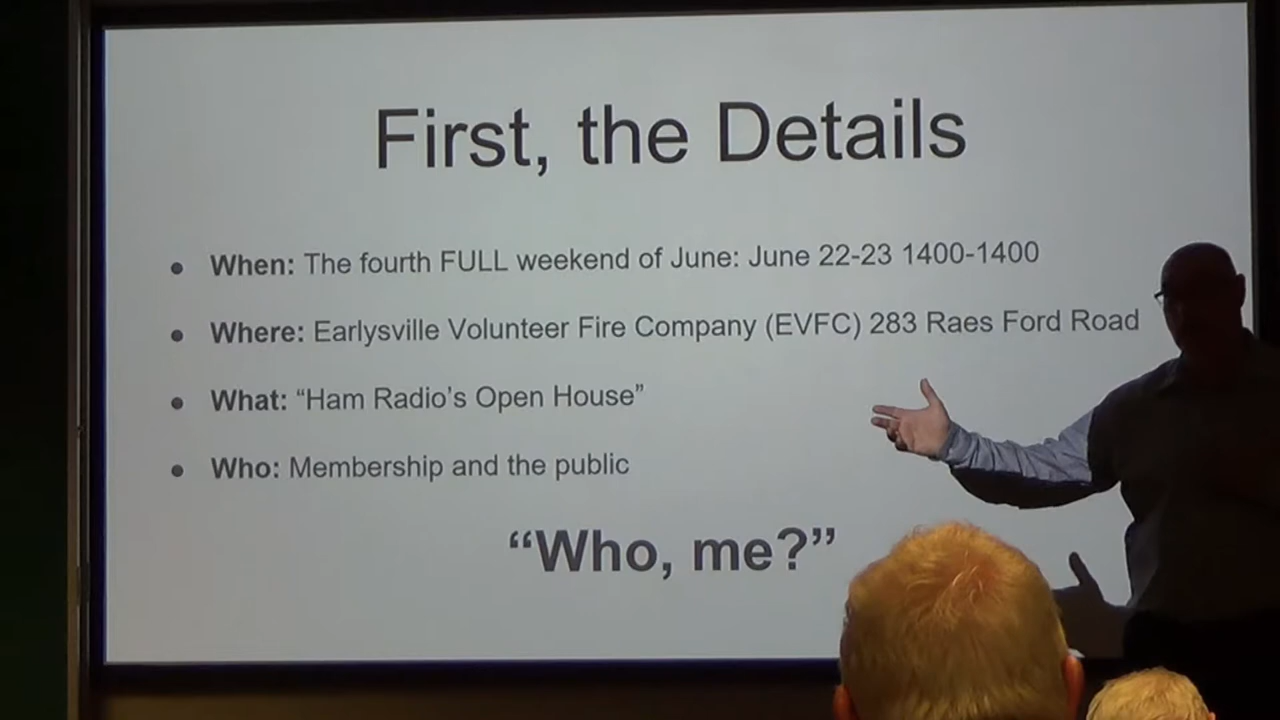 First, the Details
• When: The fourth FULL weekend of June: June 22-23 1400-1400
• Where: Earlysville Volunteer Fire Company (EVFC) 283 Raes Ford Road
• What: “Ham Radio’s Open House”
• Who: Membership and the public
“Who, me?”